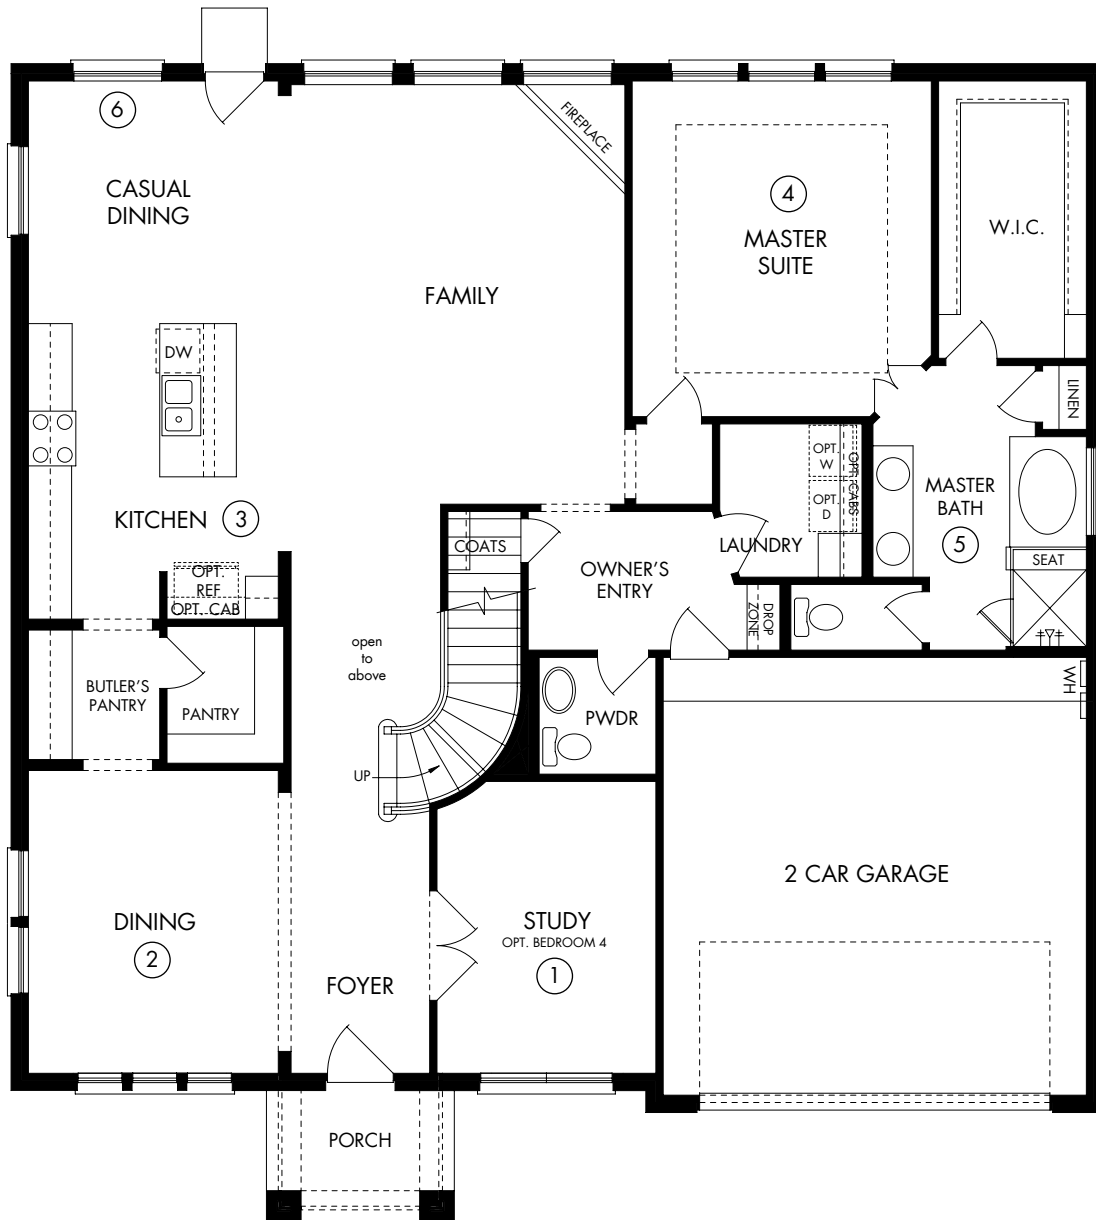 6
FIREPLACE
CASUAL
DINING
4
MASTER
SUITE
W.I.C.
FAMILY
DW
LINEN
OPT.
W
OPT. CABS
OPT.
D
MASTER
BATH
5
KITCHEN 3
COATS
LAUNDRY
SEAT
OWNER'S
ENTRY
OPT.
REF
OPT. CAB
DROP
ZONE
open
to
above
BUTLER'S
PANTRY
PANTRY
WH
PWDR
UP
2 CAR GARAGE
DINING
2
STUDY
OPT. BEDROOM 4
1
FOYER
PORCH